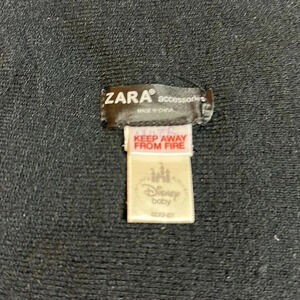 ZARA® accessories
MADE IN CHINA
KEEP AWAY
FROM FIRE
Disney
baby